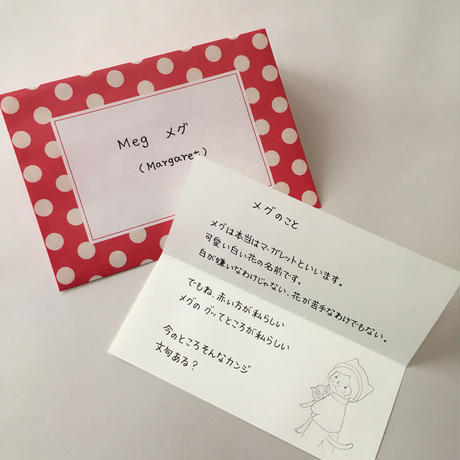 Meg メグ
(Margaret)
メグのこと
メグは本当はマーガレットといいます。
可愛い白い花の名前です。
白が嫌いなわけじゃない、花が苦手なわけでもない。
でもね、赤い方が私らしい
メグの グッてところが私らしい
今のところそんなカンジ
文句ある？